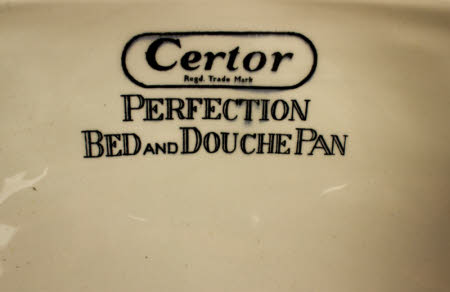 Certor
Regd. Trade Mark
PERFECTION
BED AND DOUCHE PAN